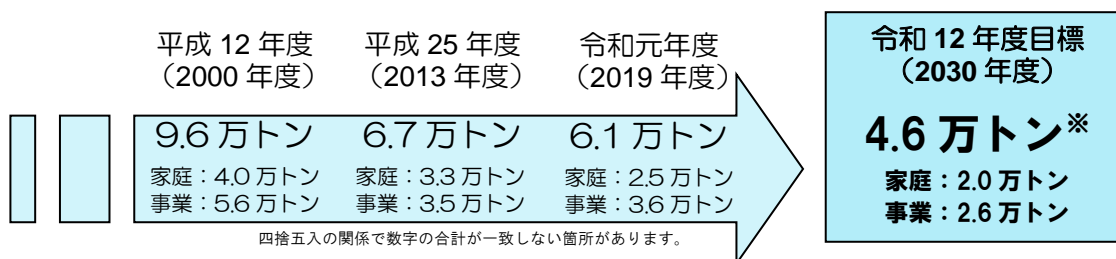 平成 12 年度
(2000 年度)
9.6 万トン
家庭：4.0 万トン
事業：5.6 万トン
平成 25 年度
(2013 年度)
6.7 万トン
家庭：3.3 万トン
事業：3.5 万トン
令和元年度
(2019 年度)
6.1 万トン
家庭：2.5 万トン
事業：3.6 万トン
四捨五入の関係で数字の合計が一致しない箇所があります。
令和 12 年度目標
(2030 年度)
4.6 万トン※
家庭：2.0 万トン
事業：2.6 万トン